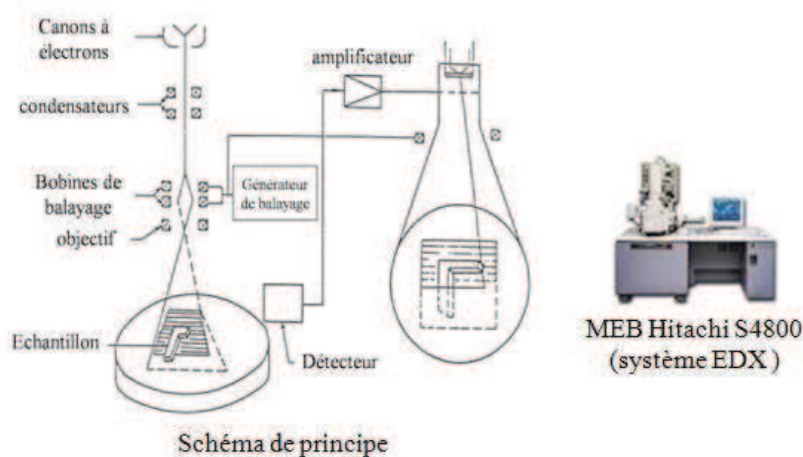 Canons à
électrons
condensateurs
Bobines de
balayage
objectif
Echantillon
Générateur
de balayage
amplificateur
Détecteur
MEB Hitachi S4800
(système EDX )
Schéma de principe